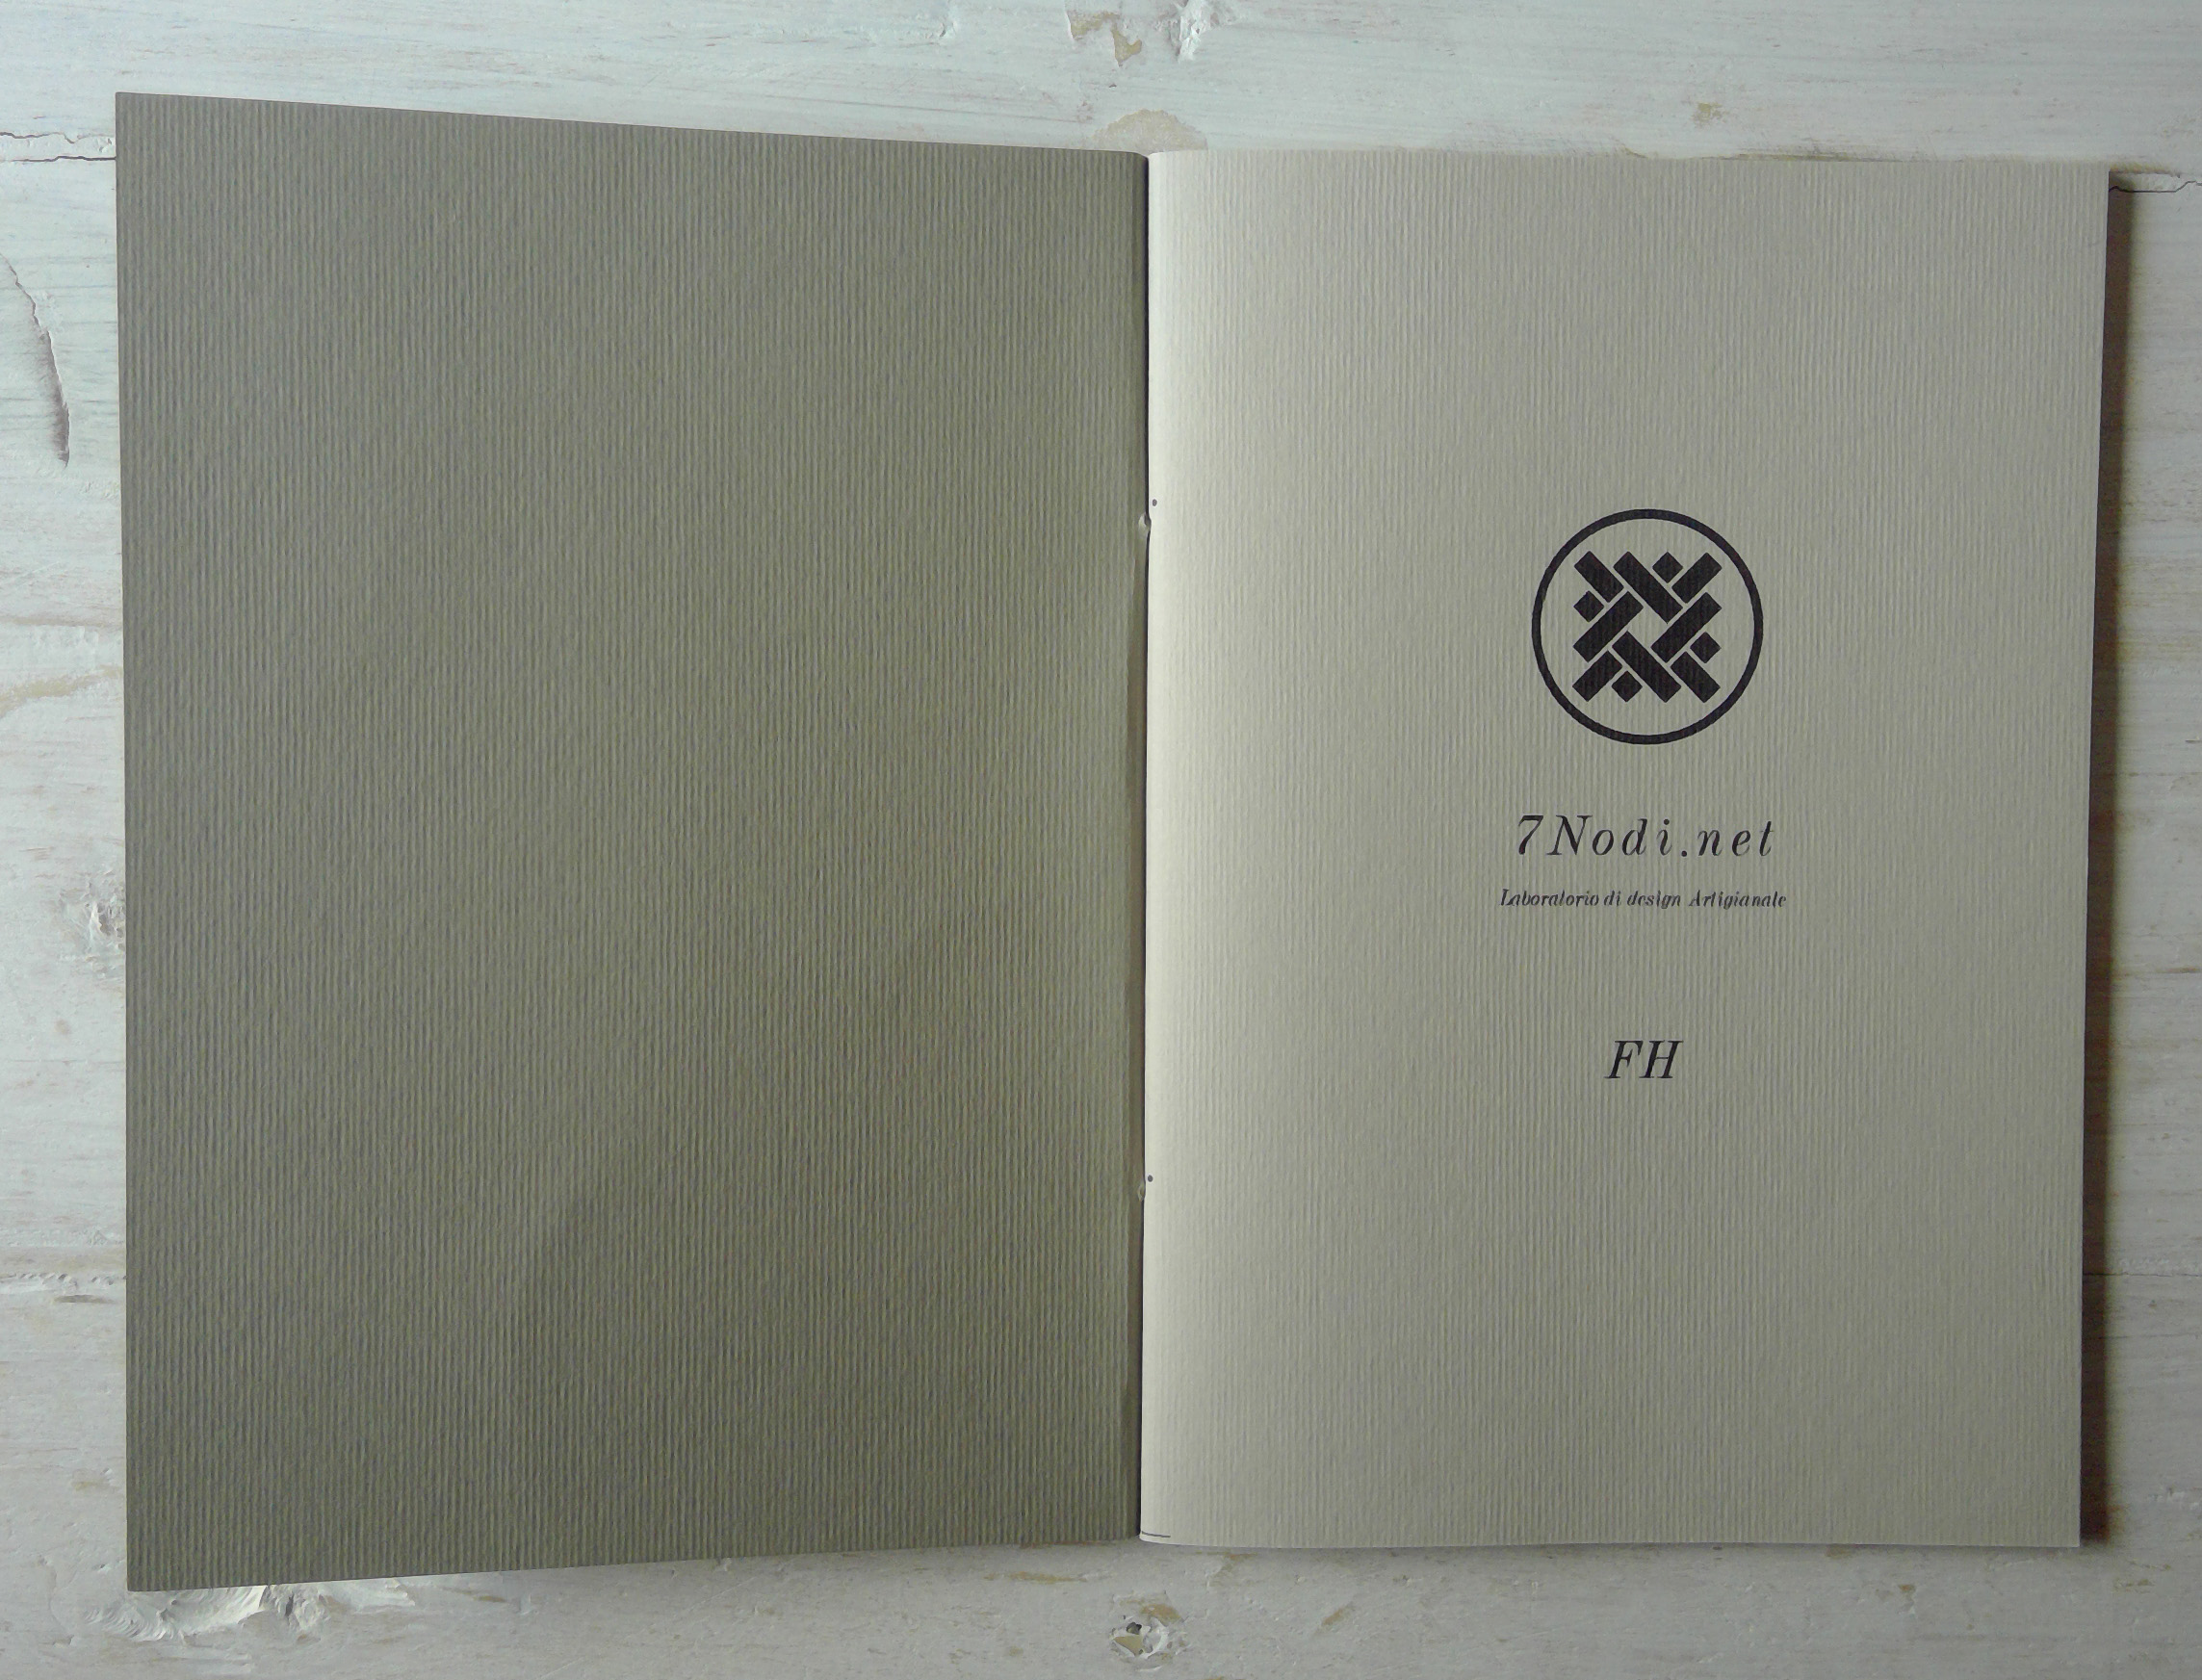 7Nodi.net
Laboratorio di design Artigianale
FH